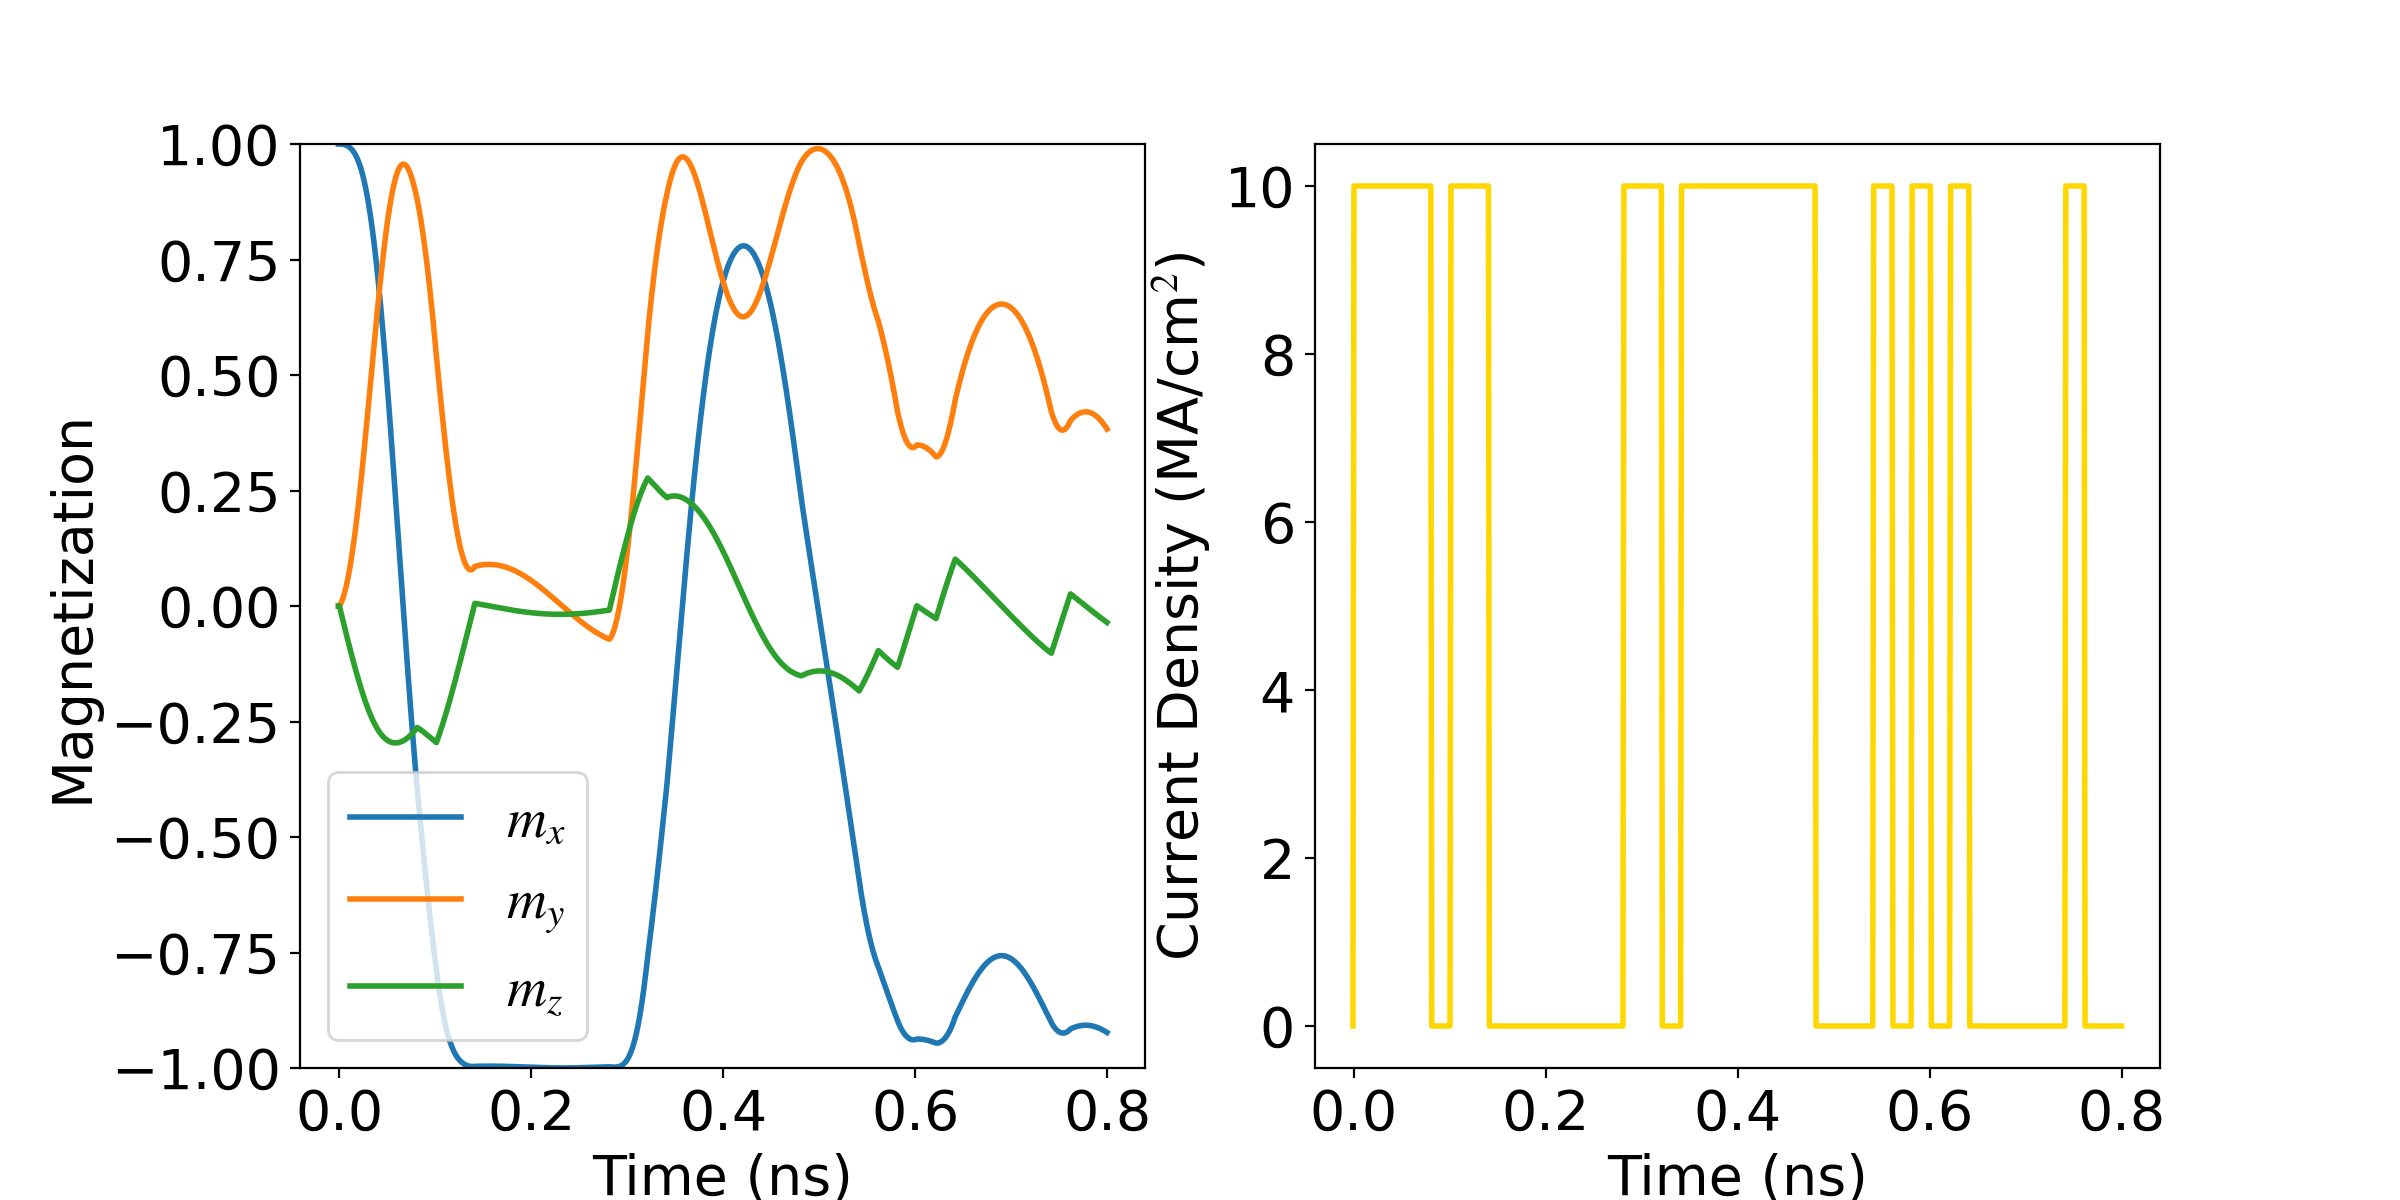 1.00
0.75
0.50
0.25
0.00
−0.25
−0.50
−0.75
−1.00
Magnetization
m_x
m_y
m_z
0.0 0.2 0.4 0.6 0.8
Time (ns)
10
8
6
4
2
0
Current Density (MA/cm²)
0.0 0.2 0.4 0.6 0.8
Time (ns)